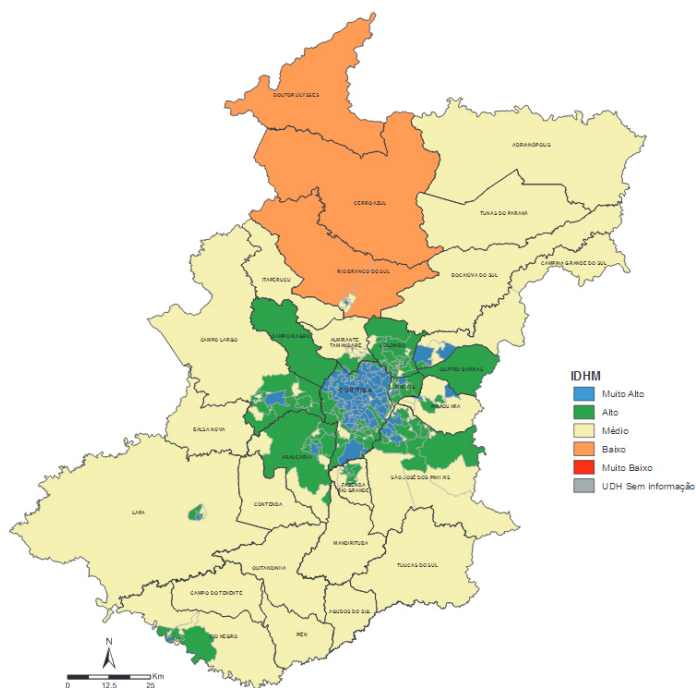 DOUTOR ULYSSES
ADRIANÓPOLIS
CERRO AZUL
TUNAS DO PARANÁ
RIO BRANCO DO SUL
BOCAIÚVA DO SUL
CAMPINA GRANDE DO SUL
ITAPERUÇU
CAMPO LARGO
CAMPO MAGRO
ALMIRANTE
TAMANDARÉ
COLOMBO
QUATRO BARRAS
CURITIBA
PINHAIS
PIRAQUARA
BALSA NOVA
ARAUCÁRIA
FAZENDA
RIO GRANDE
SÃO JOSÉ DOS PINHAIS
LAPA
CONTENDA
MANDIRITUBA
QUITANDINHA
TIJUCAS DO SUL
CAMPO DO TENENTE
AGUDOS DO SUL
RIO NEGRO
PIÊN
IDHM
Muito Alto
Alto
Médio
Baixo
Muito Baixo
UDH Sem informação
N
Km
0 12.5 25